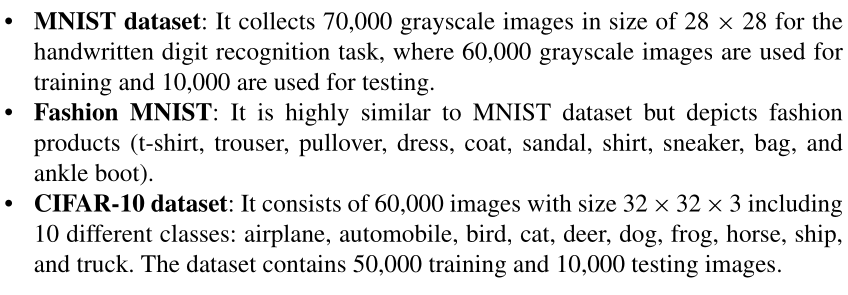 • MNIST dataset: It collects 70,000 grayscale images in size of 28 × 28 for the
handwritten digit recognition task, where 60,000 grayscale images are used for
training and 10,000 are used for testing.
• Fashion MNIST: It is highly similar to MNIST dataset but depicts fashion
products (t-shirt, trouser, pullover, dress, coat, sandal, shirt, sneaker, bag, and
ankle boot).
• CIFAR-10 dataset: It consists of 60,000 images with size 32 × 32 × 3 including
10 different classes: airplane, automobile, bird, cat, deer, dog, frog, horse, ship,
and truck. The dataset contains 50,000 training and 10,000 testing images.